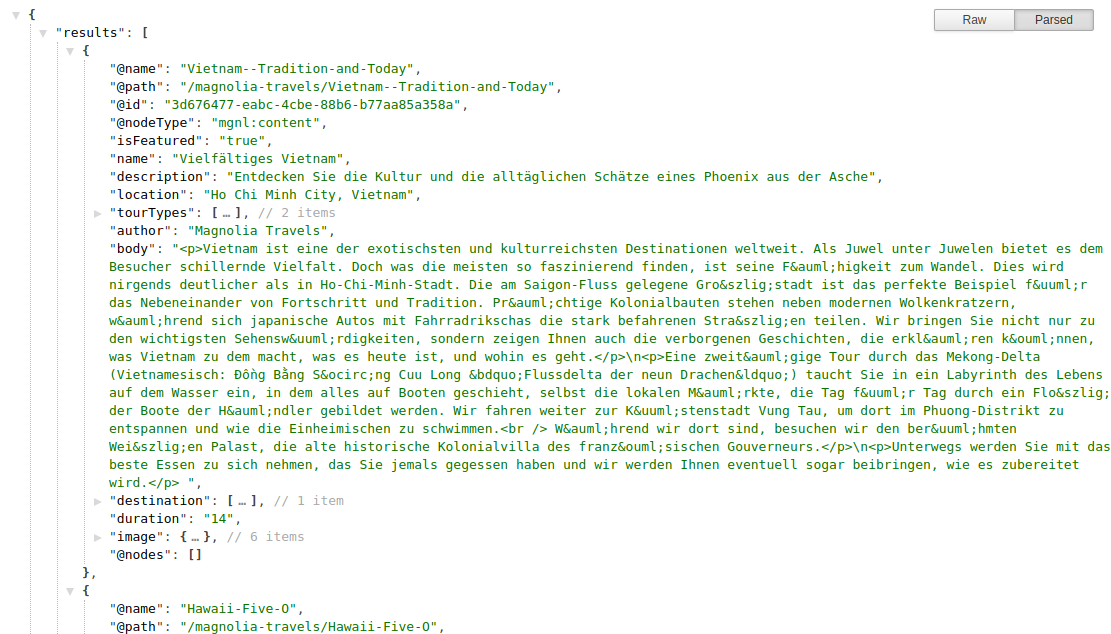 {
Raw Parsed
"results": [
{
"@name": "Vietnam--Tradition-and-Today",
"@path": "/magnolia-travels/Vietnam--Tradition-and-Today",
"@id": "3d676477-eabc-4cbe-88b6-b77aa85a358a",
"@nodeType": "mgnl:content",
"isFeatured": "true",
"name": "Vielfältiges Vietnam",
"description": "Entdecken Sie die Kultur und die alltäglichen Schätze eines Phoenix aus der Asche",
"location": "Ho Chi Minh City, Vietnam",
"tourTypes": […], // 2 items
"author": "Magnolia Travels",
"body": "<p>Vietnam ist eine der exotischsten und kulturreichsten Destinationen weltweit. Als Juwel unter Juwelen bietet es dem
Besucher schillernde Vielfalt. Doch was die meisten so faszinierend finden, ist seine F&auml;higkeit zum Wandel. Dies wird
nirgends deutlicher als in Ho-Chi-Minh-Stadt. Die am Saigon-Fluss gelegene Gro&szlig;stadt ist das perfekte Beispiel f&uuml;r
das Nebeneinander von Fortschritt und Tradition. Pr&auml;chtige Kolonialbauten stehen neben modernen Wolkenkratzern,
w&auml;hrend sich japanische Autos mit Fahrradrikschas die stark befahrenen Stra&szlig;en teilen. Wir bringen Sie nicht nur zu
den wichtigsten Sehensw&uuml;rdigkeiten, sondern zeigen Ihnen auch die verborgenen Geschichten, die erkl&auml;ren k&ouml;nnen,
was Vietnam zu dem macht, was es heute ist, und wohin es geht.</p>\n<p>Eine zweit&auml;gige Tour durch das Mekong-Delta
(Vietnamesisch: Đồng Bằng S&ocirc;ng Cuu Long &bdquo;Flussdelta der neun Drachen&ldquo;) taucht Sie in ein Labyrinth des Lebens
auf dem Wasser ein, in dem alles auf Booten geschieht, selbst die lokalen M&auml;rkte, die Tag f&uuml;r Tag durch ein Flo&szlig;
der Boote der H&auml;ndler gebildet werden. Wir fahren weiter zur K&uuml;stenstadt Vung Tau, um dort im Phuong-Distrikt zu
entspannen und wie die Einheimischen zu schwimmen.<br /> W&auml;hrend wir dort sind, besuchen wir den ber&uuml;hmten
Wei&szlig;en Palast, die alte historische Kolonialvilla des franz&ouml;sischen Gouverneurs.</p>\n<p>Unterwegs werden Sie mit das
beste Essen zu sich nehmen, das Sie jemals gegessen haben und wir werden Ihnen eventuell sogar beibringen, wie es zubereitet
wird.</p> ",
"destination": […], // 1 item
"duration": "14",
"image": {…}, // 6 items
"@nodes": []
},
{
"@name": "Hawaii-Five-O",
"@path": "/magnolia-travels/Hawaii-Five-O",